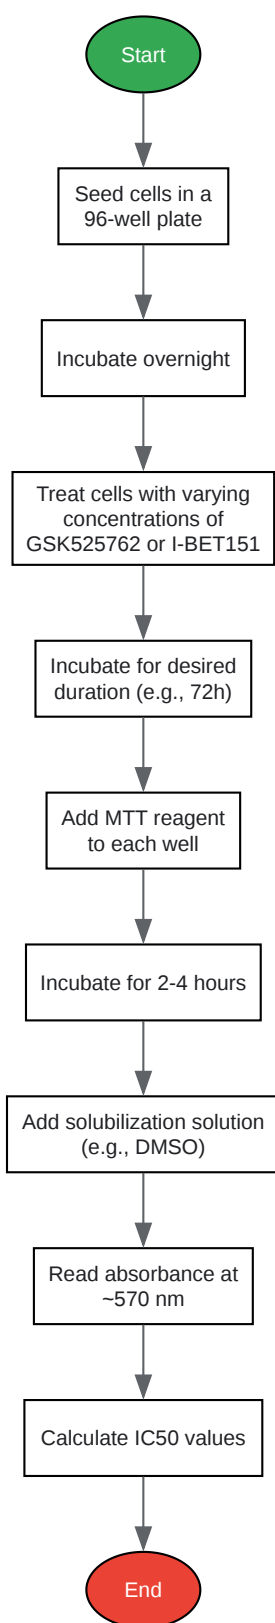 Start
Seed cells in a
96-well plate
Incubate overnight
Treat cells with varying
concentrations of
GSK525762 or I-BET151
Incubate for desired
duration (e.g., 72h)
Add MTT reagent
to each well
Incubate for 2-4 hours
Add solubilization solution
(e.g., DMSO)
Read absorbance at
~570 nm
Calculate IC50 values
End